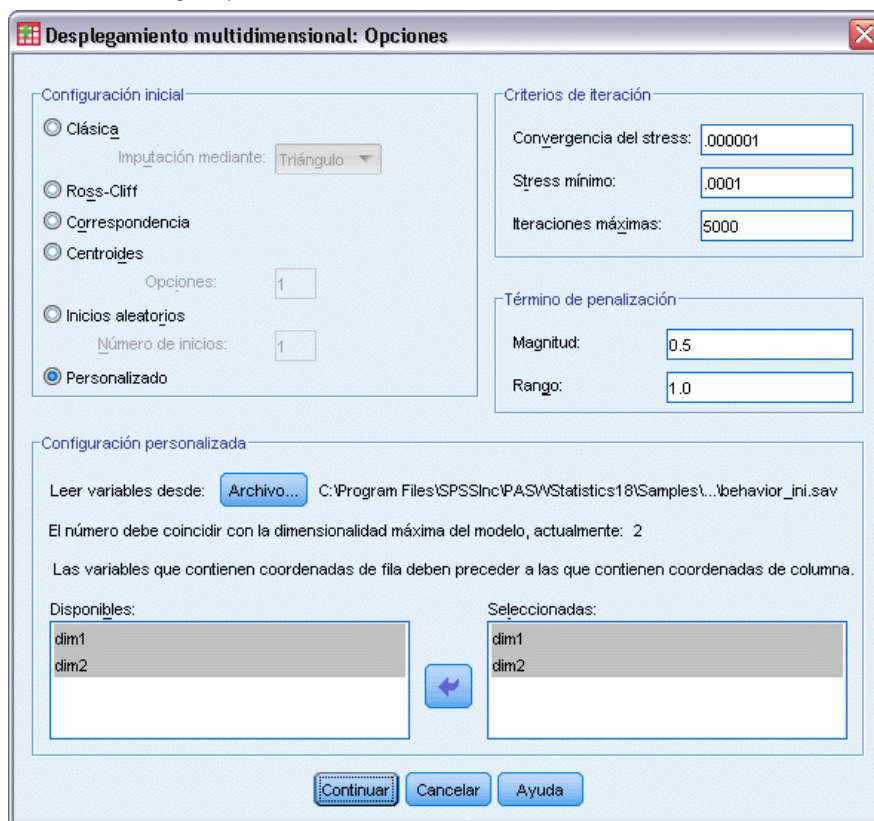 Desplegamiento multidimensional: Opciones
Configuración inicial
Clásica
Imputación mediante: Triángulo
Ross-Cliff
Correspondencia
Centroides
Opciones: 1
Inicios aleatorios
Número de inicios: 1
Personalizado
Criterios de iteración
Convergencia del stress: .000001
Stress mínimo: .0001
Iteraciones máximas: 5000
Término de penalización
Magnitud: 0.5
Rango: 1.0
Configuración personalizada
Leer variables desde: Archivo... C:\Program Files\SPSSInc\PASWStatistics18\Samples\...\behavior_ini.sav
El número debe coincidir con la dimensionalidad máxima del modelo, actualmente: 2
Las variables que contienen coordenadas de fila deben preceder a las que contienen coordenadas de columna.
Disponibles:
dim1
dim2
Seleccionadas:
dim1
dim2
Continuar Cancelar Ayuda